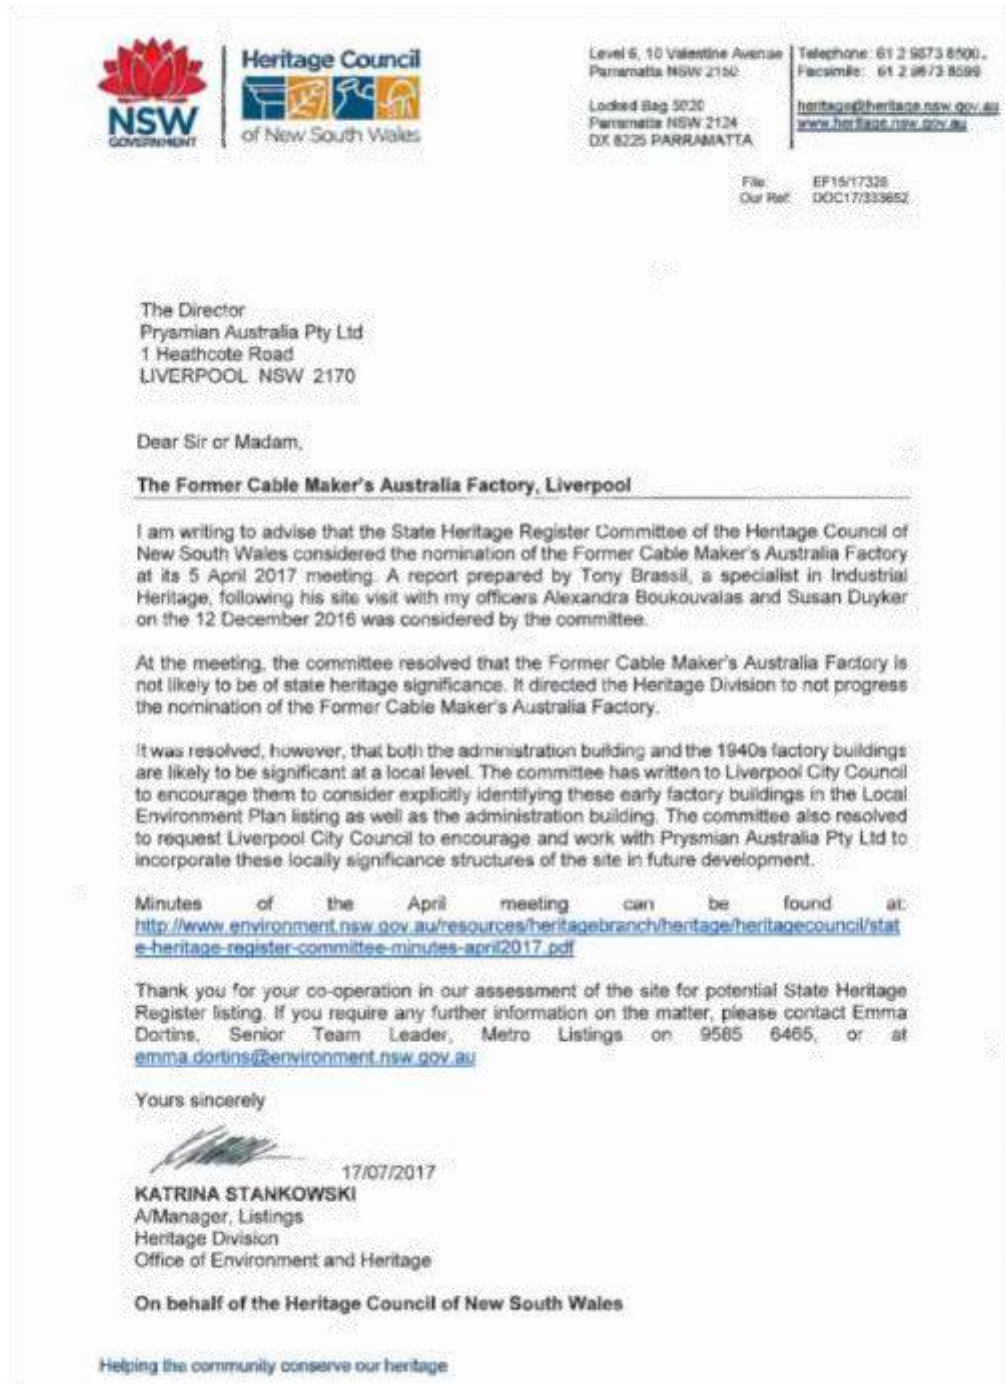 NSW
GOVERNMENT
Heritage Council
of New South Wales
Level 6, 10 Valentine Avenue
Parramatta NSW 2150
Locked Bag 5020
Parramatta NSW 2124
DX 8225 PARRAMATTA
Telephone: 61 2 9873 8500
Facsimile: 61 2 9873 8599
heritage@heritage.nsw.gov.au
www.heritage.nsw.gov.au
File: EF15/17328
Our Ref: DOC17/333652
The Director
Prysmian Australia Pty Ltd
1 Heathcote Road
LIVERPOOL NSW 2170
Dear Sir or Madam,
The Former Cable Maker's Australia Factory, Liverpool
I am writing to advise that the State Heritage Register Committee of the Heritage Council of
New South Wales considered the nomination of the Former Cable Maker's Australia Factory
at its 5 April 2017 meeting. A report prepared by Tony Brassil, a specialist in Industrial
Heritage, following his site visit with my officers Alexandra Boukouvalas and Susan Duyker
on the 12 December 2016 was considered by the committee.
At the meeting, the committee resolved that the Former Cable Maker's Australia Factory is
not likely to be of state heritage significance. It directed the Heritage Division to not progress
the nomination of the Former Cable Maker's Australia Factory.
It was resolved, however, that both the administration building and the 1940s factory buildings
are likely to be significant at a local level. The committee has written to Liverpool City Council
to encourage them to consider explicitly identifying these early factory buildings in the Local
Environment Plan listing as well as the administration building. The committee also resolved
to request Liverpool City Council to encourage and work with Prysmian Australia Pty Ltd to
incorporate these locally significance structures of the site in future development.
Minutes of the April meeting can be found at:
http://www.environment.nsw.gov.au/resources/heritagebranch/heritage/heritagecouncil/stat
e-heritage-register-committee-minutes-april2017.pdf
Thank you for your co-operation in our assessment of the site for potential State Heritage
Register listing. If you require any further information on the matter, please contact Emma
Dortins, Senior Team Leader, Metro Listings on 9585 6465, or at
emma.dortins@environment.nsw.gov.au
Yours sincerely
17/07/2017
KATRINA STANKOWSKI
A/Manager, Listings
Heritage Division
Office of Environment and Heritage
On behalf of the Heritage Council of New South Wales
Helping the community conserve our heritage